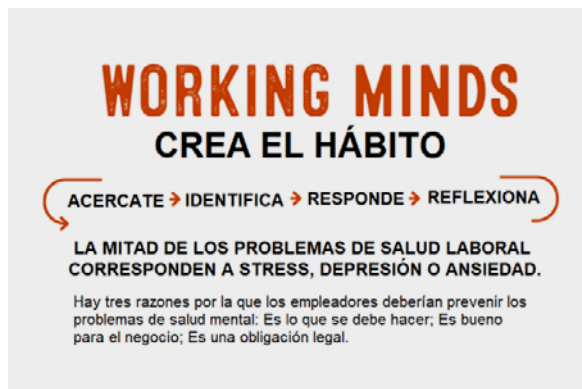 WORKING MINDS
CREA EL HÁBITO
ACERCATE → IDENTIFICA → RESPONDE → REFLEXIONA
LA MITAD DE LOS PROBLEMAS DE SALUD LABORAL
CORRESPONDEN A STRESS, DEPRESIÓN O ANSIEDAD.
Hay tres razones por la que los empleadores deberían prevenir los
problemas de salud mental: Es lo que se debe hacer; Es bueno
para el negocio; Es una obligación legal.